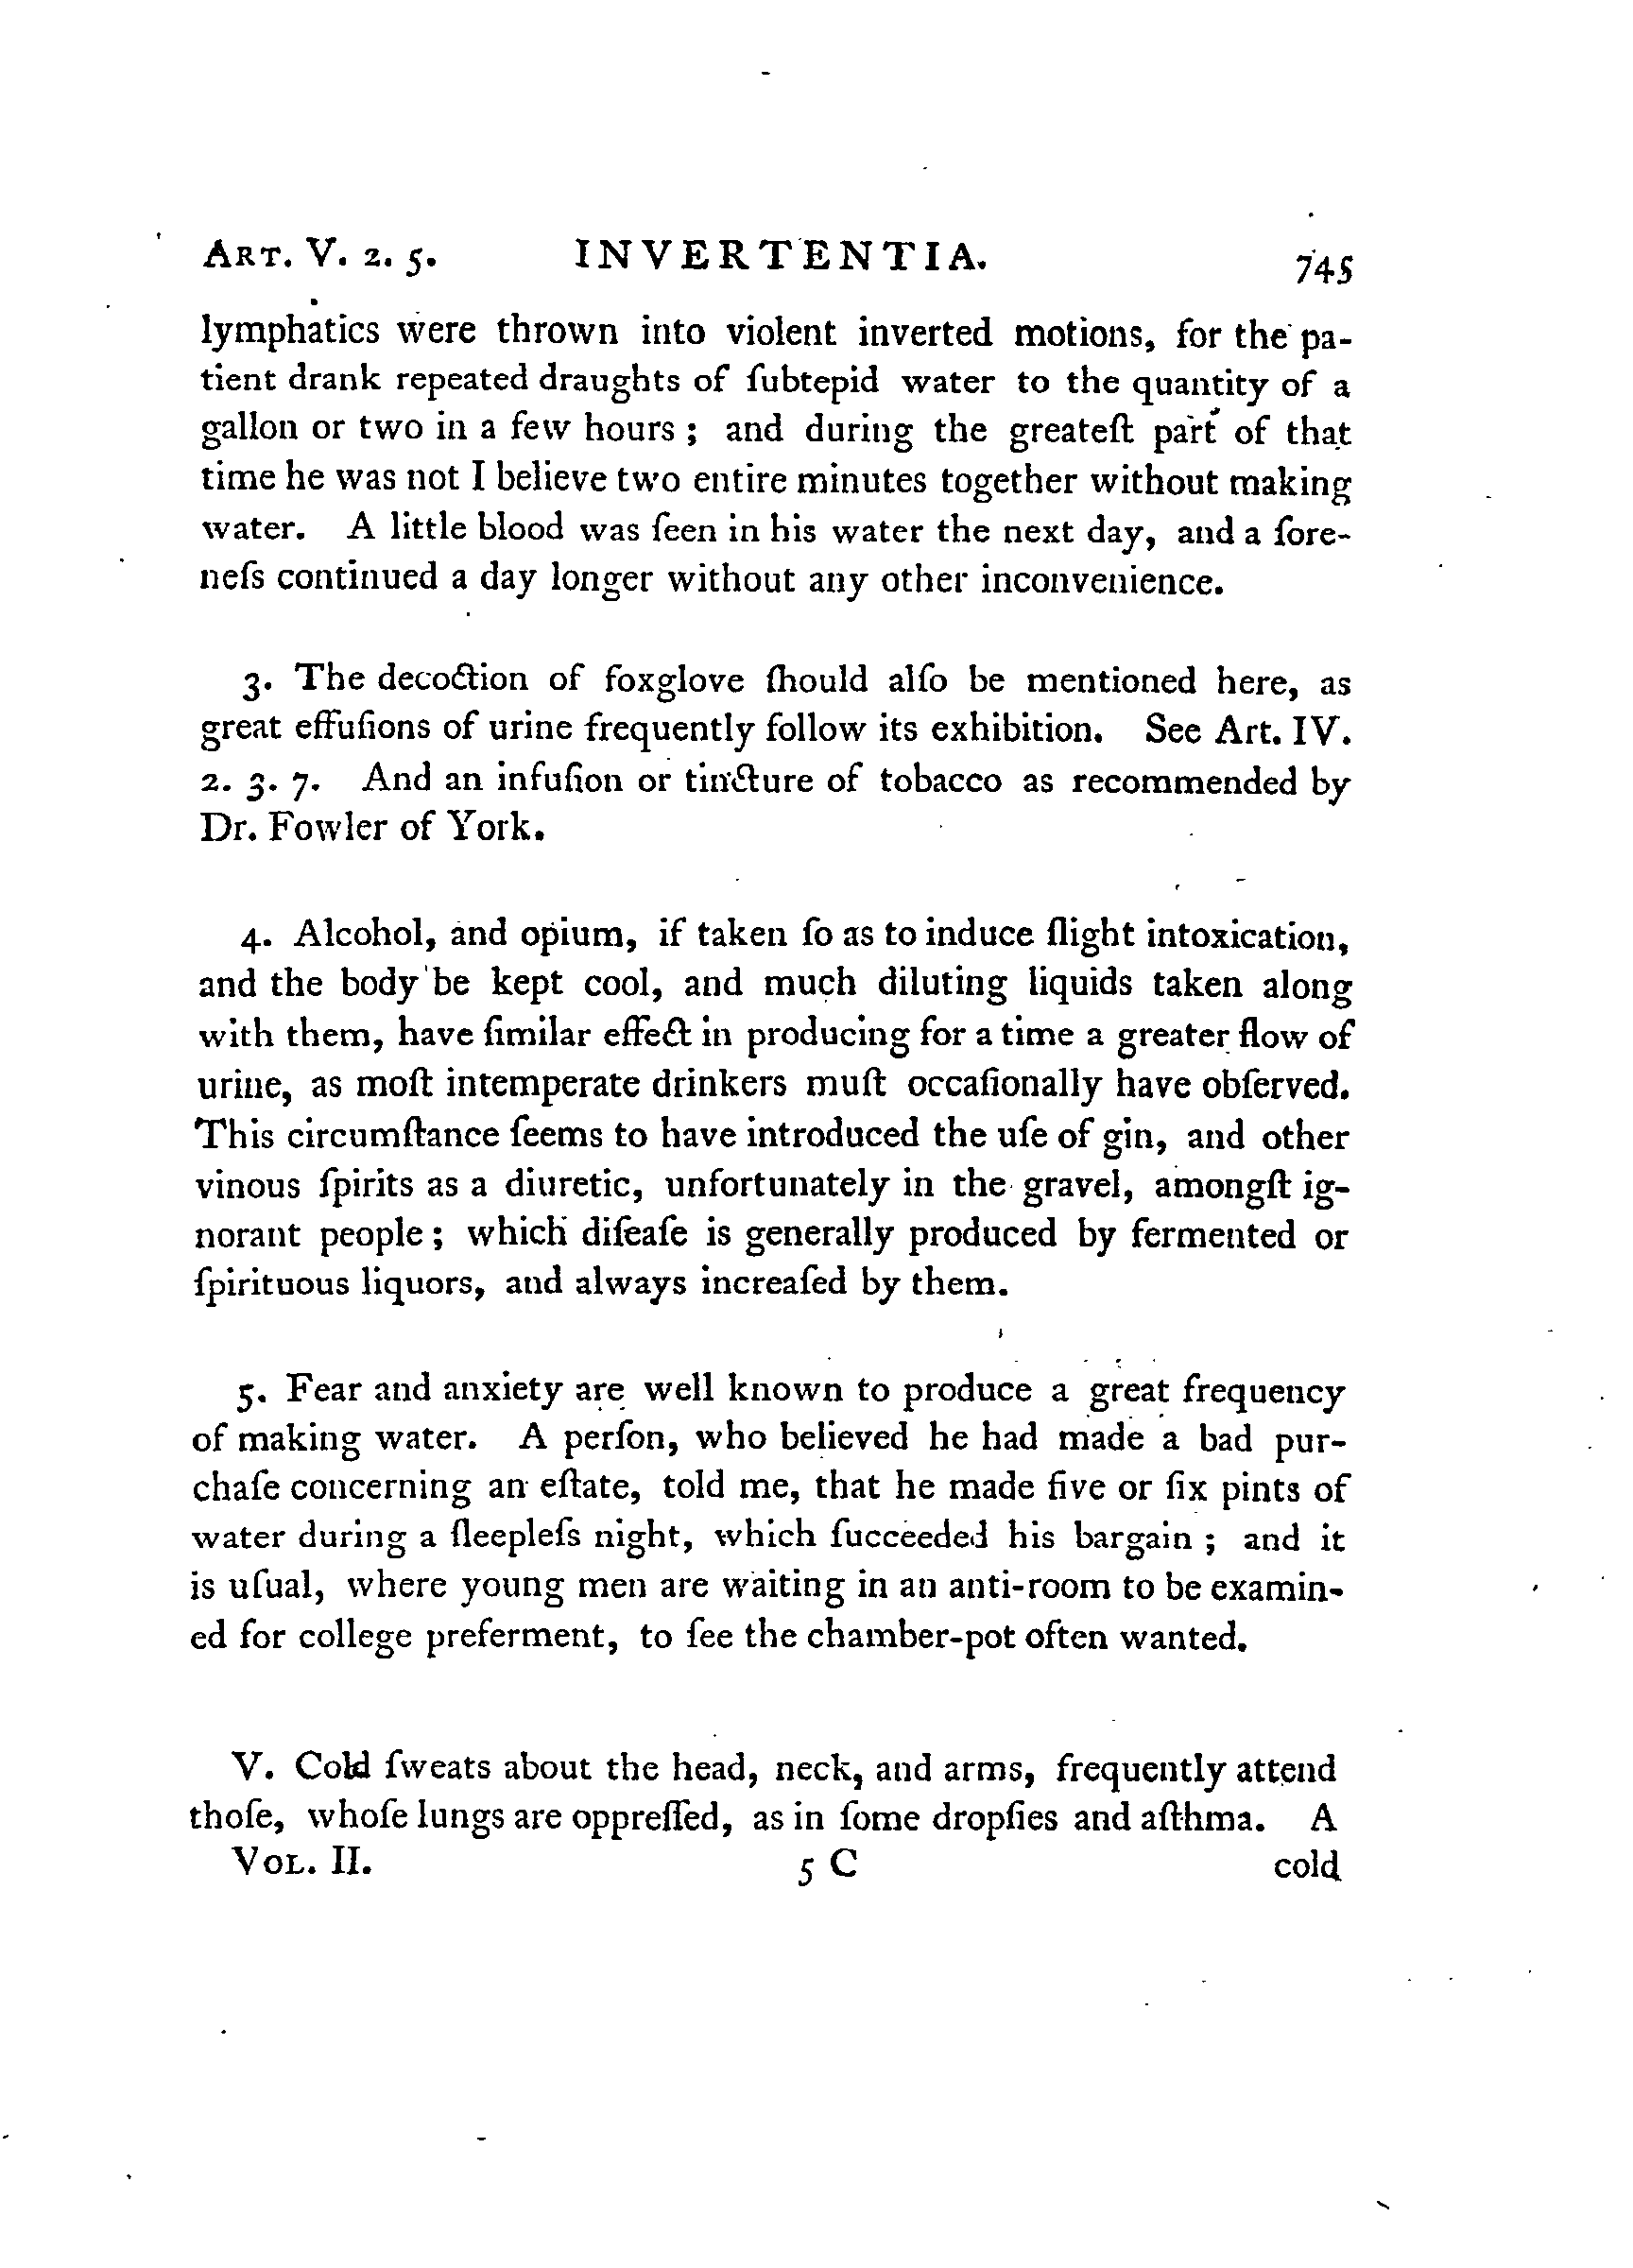 ART. V. 2. 5. INVERTENTIA. 745
lymphatics were thrown into violent inverted motions, for the pa-
tient drank repeated draughts of ſubtepid water to the quantity of a
gallon or two in a few hours; and during the greateſt part of that
time he was not I believe two entire minutes together without making
water. A little blood was ſeen in his water the next day, and a ſore-
neſs continued a day longer without any other inconvenience.
3. The decoction of foxglove ſhould alſo be mentioned here, as
great effuſions of urine frequently follow its exhibition. See Art. IV.
2. 3. 7. And an infuſion or tincture of tobacco as recommended by
Dr. Fowler of York.
4. Alcohol, and opium, if taken ſo as to induce ſlight intoxication,
and the body be kept cool, and much diluting liquids taken along
with them, have ſimilar effect in producing for a time a greater flow of
urine, as moſt intemperate drinkers muſt occaſionally have obſerved.
This circumſtance ſeems to have introduced the uſe of gin, and other
vinous ſpirits as a diuretic, unfortunately in the gravel, amongſt ig-
norant people; which diſeaſe is generally produced by fermented or
ſpirituous liquors, and always increaſed by them.
5. Fear and anxiety are well known to produce a great frequency
of making water. A perſon, who believed he had made a bad pur-
chaſe concerning an eſtate, told me, that he made five or ſix pints of
water during a ſleepleſs night, which ſucceeded his bargain; and it
is uſual, where young men are waiting in an anti-room to be examin-
ed for college preferment, to ſee the chamber-pot often wanted.
V. Cold ſweats about the head, neck, and arms, frequently attend
thoſe, whoſe lungs are oppreſſed, as in ſome dropſies and aſthma. A
VOL. II. 5 C cold